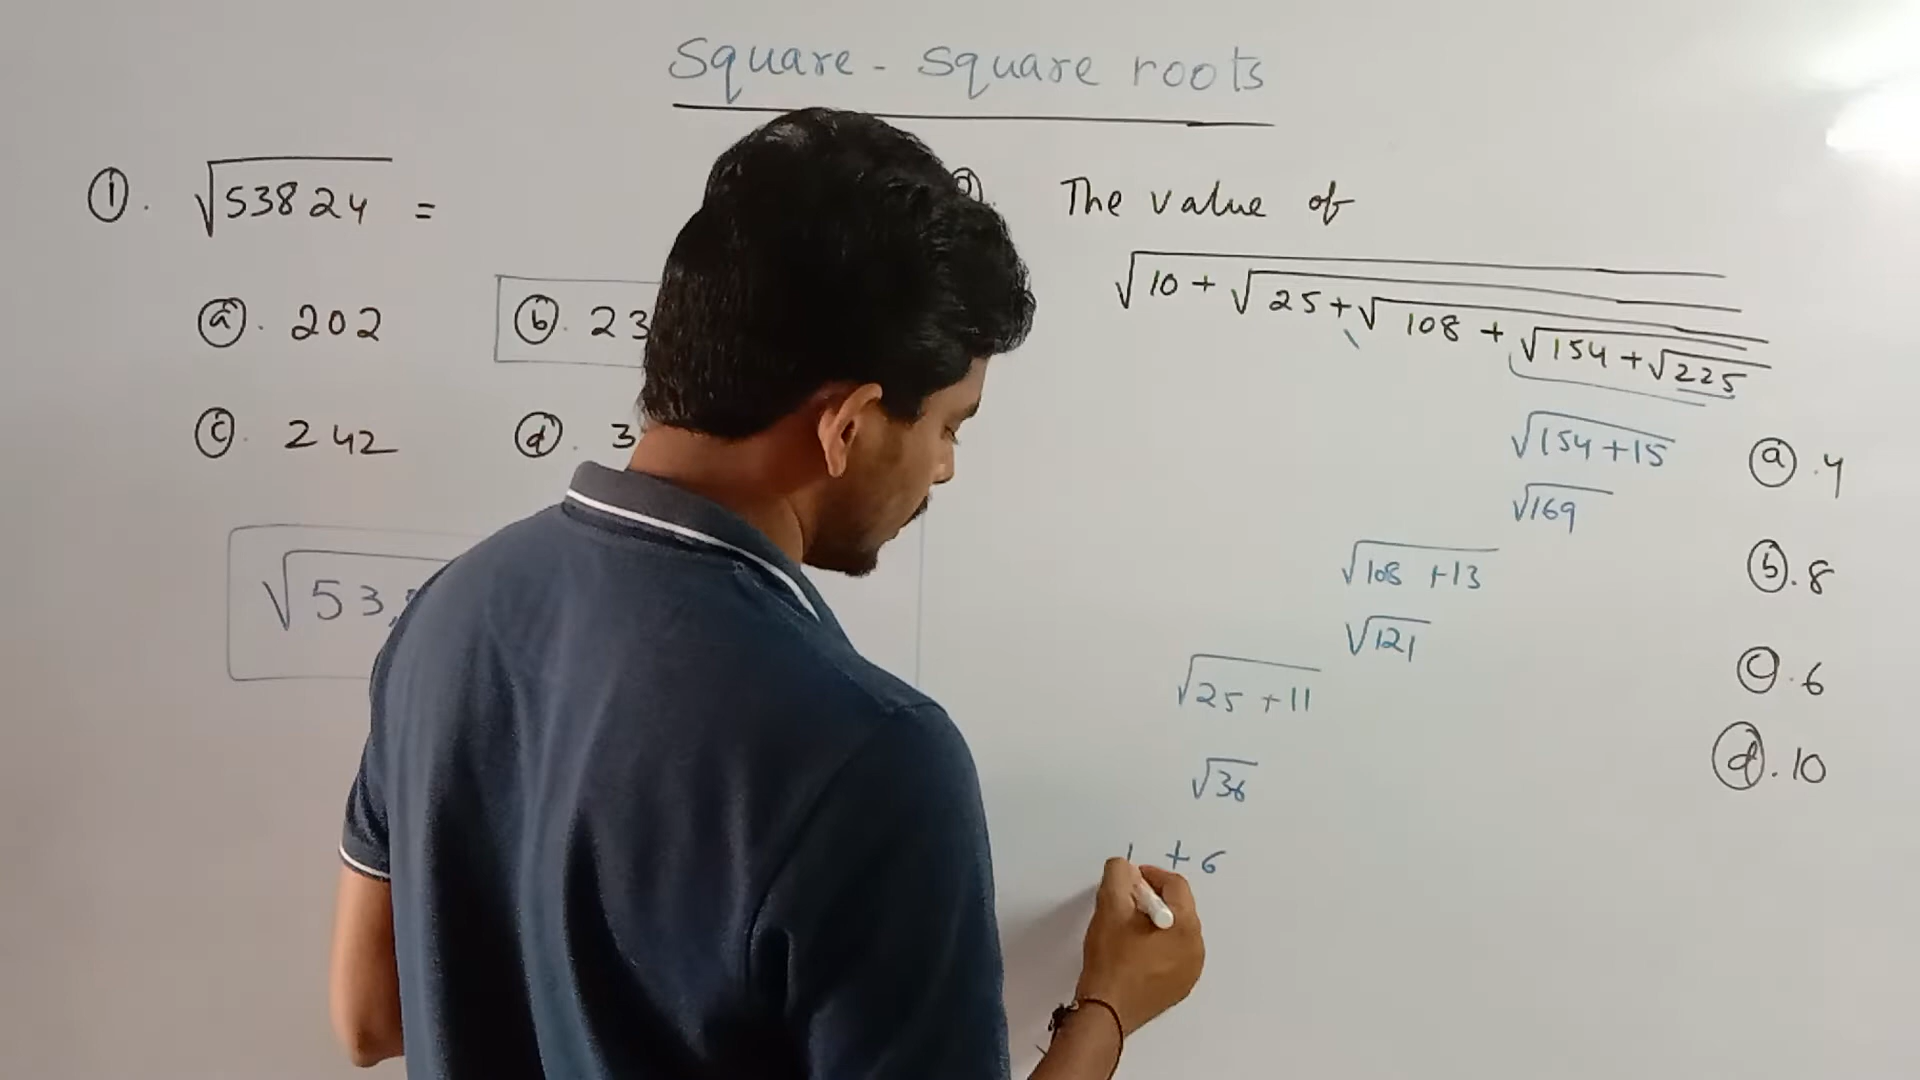 Square - Square roots
①. √53824 =
ⓐ. 202
ⓑ. 23
ⓒ. 242
ⓓ. 3
√53,
The value of
√10 + √25 + √108 + √154 + √225
√154 + 15
√169
√108 + 13
√121
√25 + 11
√36
+ 6
ⓐ. 4
ⓑ. 8
ⓒ. 6
ⓓ. 10